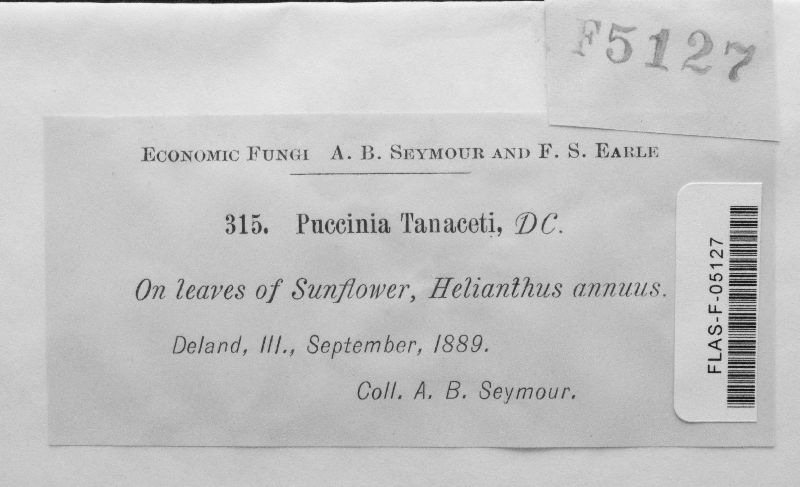 F5127
Economic Fungi A. B. Seymour and F. S. Earle
315. Puccinia Tanaceti, DC.
On leaves of Sunflower, Helianthus annuus.
Deland, Ill., September, 1889.
Coll. A. B. Seymour.
FLAS-F-05127